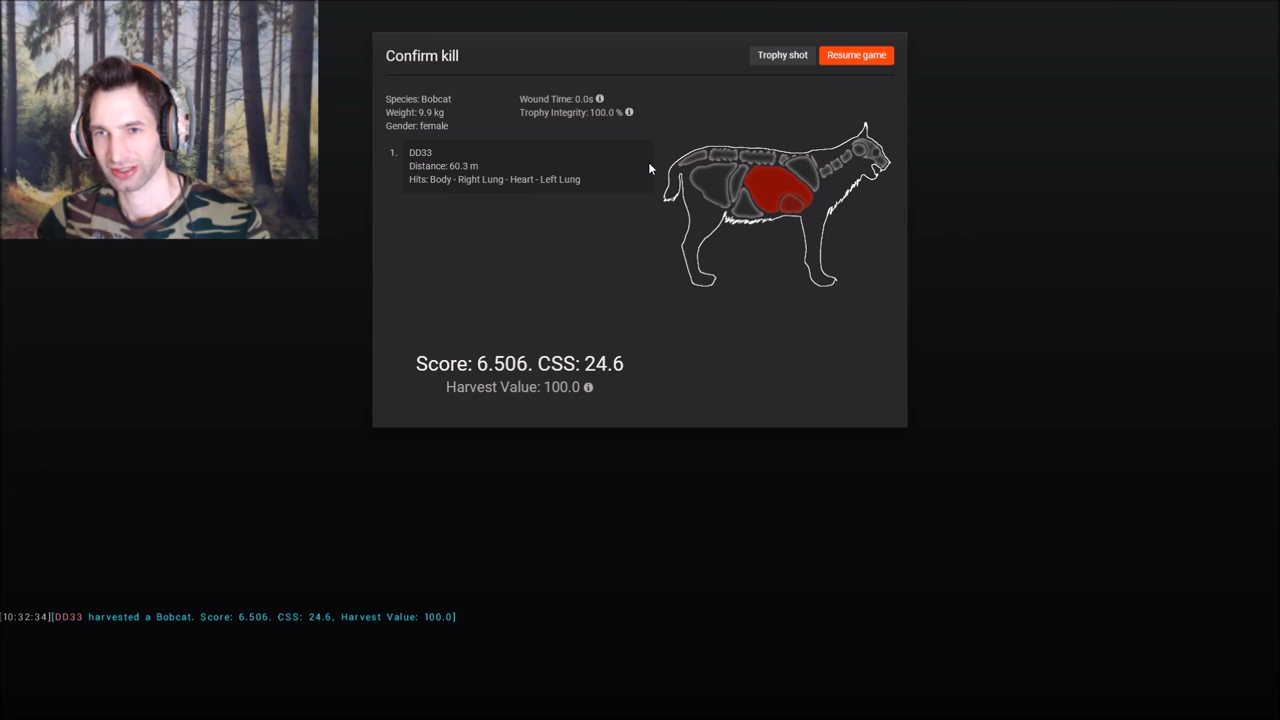 Confirm kill
Trophy shot
Resume game
Species: Bobcat
Weight: 9.9 kg
Gender: female
Wound Time: 0.0s
Trophy Integrity: 100.0 %
1. DD33
Distance: 60.3 m
Hits: Body - Right Lung - Heart - Left Lung
Score: 6.506. CSS: 24.6
Harvest Value: 100.0
[10:32:34][DD33 harvested a Bobcat. Score: 6.506. CSS: 24.6, Harvest Value: 100.0]